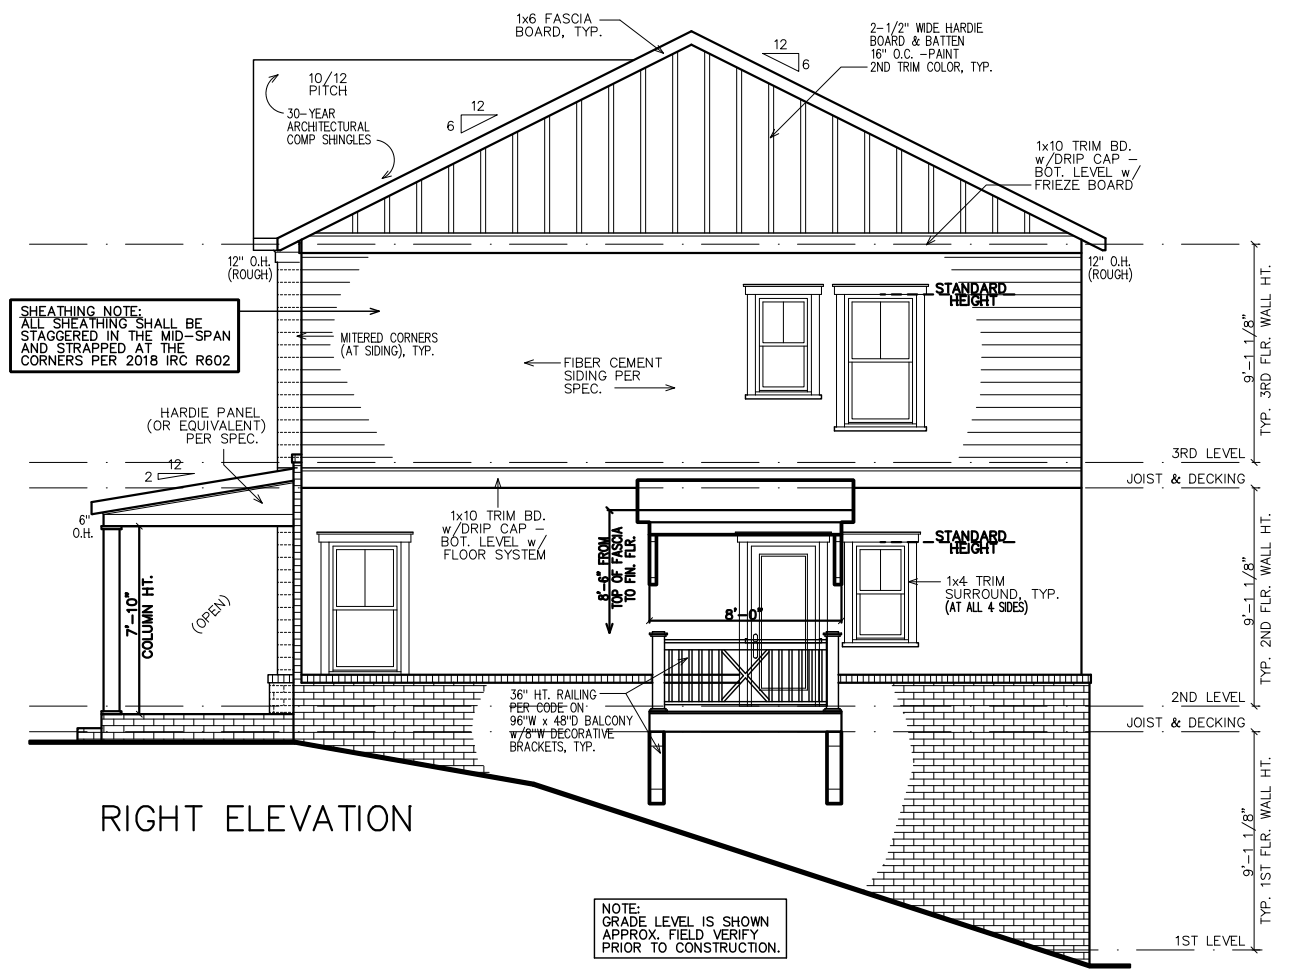 1x6 FASCIA
BOARD, TYP.
12
6
2-1/2" WIDE HARDIE
BOARD & BATTEN
16" O.C. -PAINT
2ND TRIM COLOR, TYP.
10/12
PITCH
30-YEAR
ARCHITECTURAL
COMP SHINGLES
12
6
1x10 TRIM BD.
w/DRIP CAP -
BOT. LEVEL w/
FRIEZE BOARD
12" O.H.
(ROUGH)
12" O.H.
(ROUGH)
SHEATHING NOTE:
ALL SHEATHING SHALL BE
STAGGERED IN THE MID-SPAN
AND STRAPPED AT THE
CORNERS PER 2018 IRC R602
MITERED CORNERS
(AT SIDING), TYP.
FIBER CEMENT
SIDING PER
SPEC.
STANDARD
HEIGHT
9'-1 1/8"
TYP. 3RD FLR. WALL HT.
HARDIE PANEL
(OR EQUIVALENT)
PER SPEC.
12
2
3RD LEVEL
JOIST & DECKING
6"
O.H.
1x10 TRIM BD.
w/DRIP CAP -
BOT. LEVEL w/
FLOOR SYSTEM
8'-6" FROM
TOP OF FASCIA
TO FIN. FLR.
STANDARD
HEIGHT
1x4 TRIM
SURROUND, TYP.
(AT ALL 4 SIDES)
7'-10"
COLUMN HT.
(OPEN)
8'-0"
9'-1 1/8"
TYP. 2ND FLR. WALL HT.
36" HT. RAILING
PER CODE ON
96"W x 48"D BALCONY
w/8"W DECORATIVE
BRACKETS, TYP.
2ND LEVEL
JOIST & DECKING
9'-1 1/8"
TYP. 1ST FLR. WALL HT.
RIGHT ELEVATION
NOTE:
GRADE LEVEL IS SHOWN
APPROX. FIELD VERIFY
PRIOR TO CONSTRUCTION.
1ST LEVEL